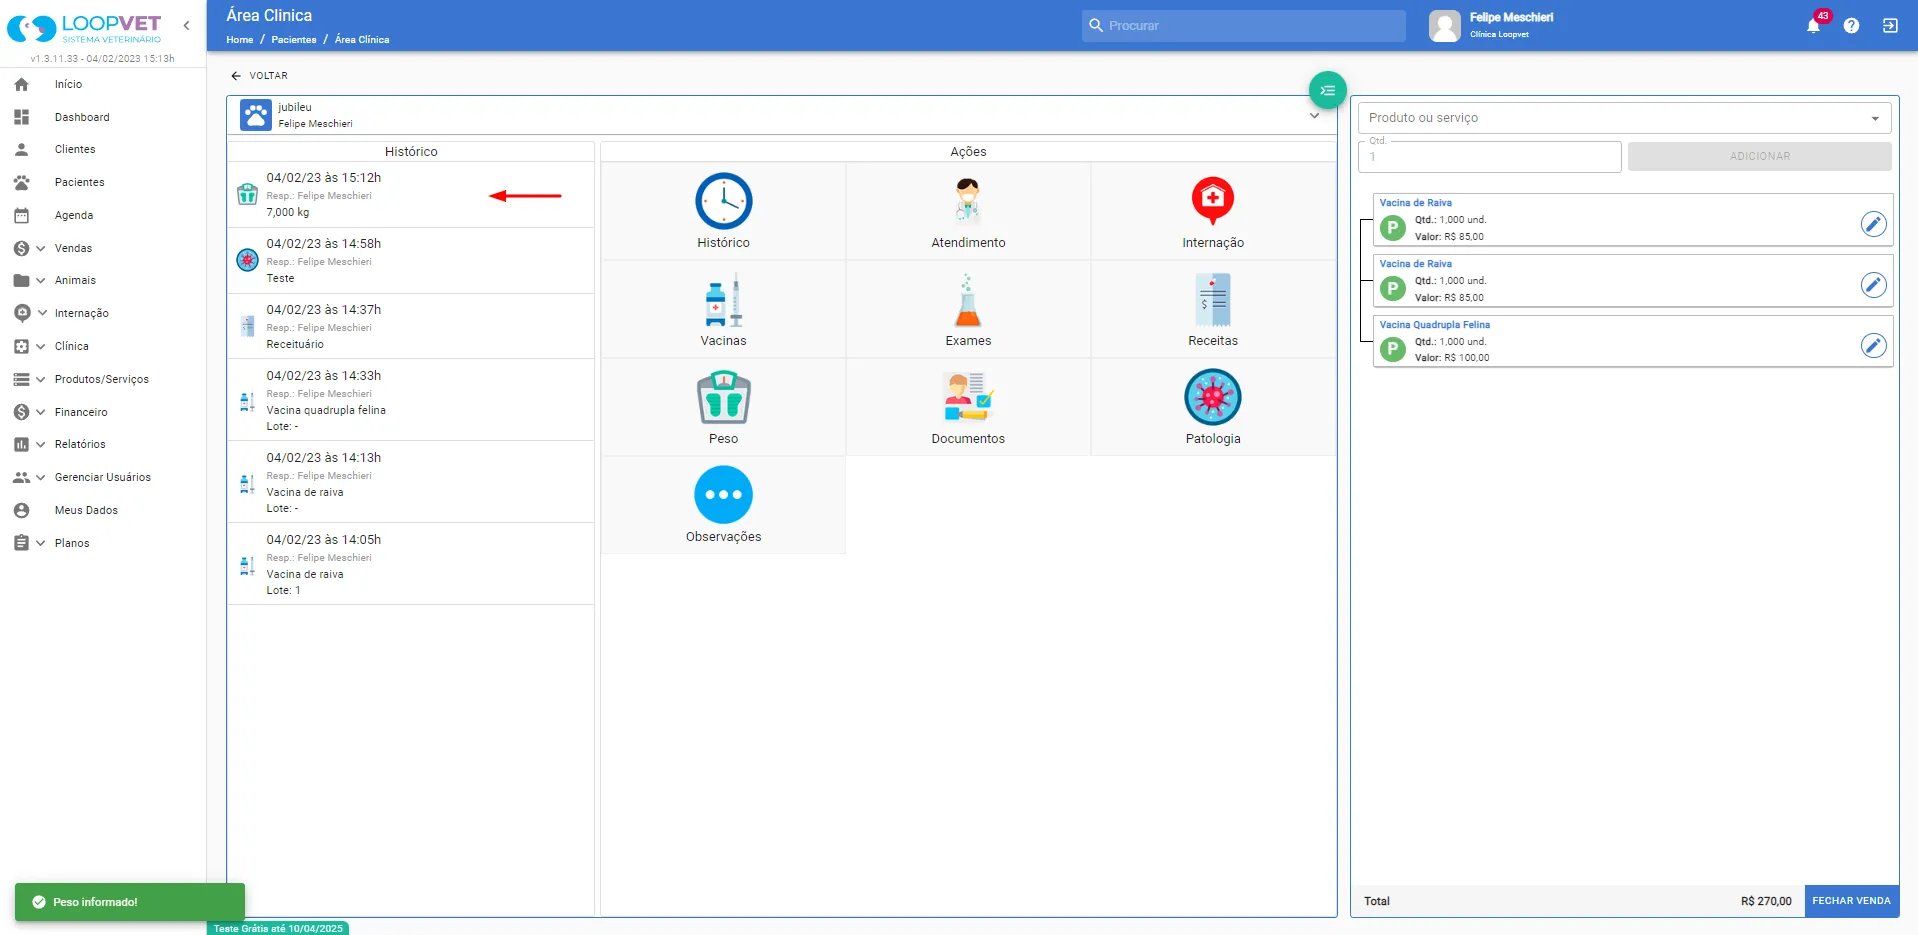 LOOPVET
SISTEMA VETERINÁRIO
v1.3.11.33 - 04/02/2023 15:13h
Início
Dashboard
Clientes
Pacientes
Agenda
Vendas
Animais
Internação
Clínica
Produtos/Serviços
Financeiro
Relatórios
Gerenciar Usuários
Meus Dados
Planos
Peso informado!
Teste Grátis até 10/04/2025
Área Clinica
Home / Pacientes / Área Clínica
Procurar
Felipe Meschieri
Clínica Loopvet
43
VOLTAR
jubileu
Felipe Meschieri
Histórico
04/02/23 às 15:12h
Resp.: Felipe Meschieri
7,000 kg
04/02/23 às 14:58h
Resp.: Felipe Meschieri
Teste
04/02/23 às 14:37h
Resp.: Felipe Meschieri
Receituário
04/02/23 às 14:33h
Resp.: Felipe Meschieri
Vacina quadrupla felina
Lote: -
04/02/23 às 14:13h
Resp.: Felipe Meschieri
Vacina de raiva
Lote: -
04/02/23 às 14:05h
Resp.: Felipe Meschieri
Vacina de raiva
Lote: 1
Ações
Histórico
Atendimento
Internação
Vacinas
Exames
Receitas
Peso
Documentos
Patologia
Observações
Produto ou serviço
Qtd.
1
ADICIONAR
Vacina de Raiva
P
Qtd.: 1,000 und.
Valor: R$ 85,00
Vacina de Raiva
P
Qtd.: 1,000 und.
Valor: R$ 85,00
Vacina Quadrupla Felina
P
Qtd.: 1,000 und.
Valor: R$ 100,00
Total
R$ 270,00
FECHAR VENDA